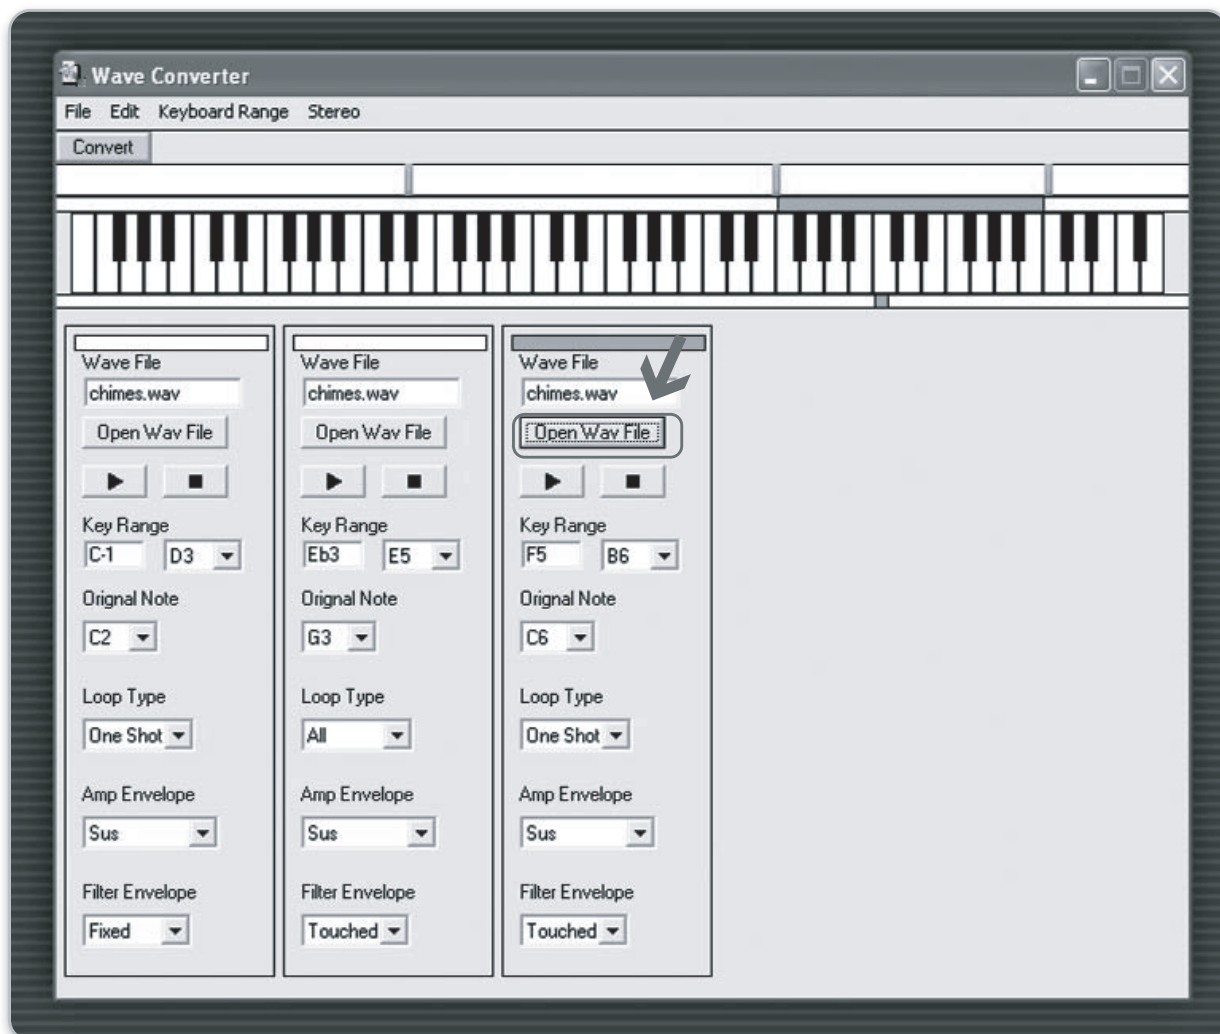 Wave Converter
File Edit Keyboard Range Stereo
Convert
Wave File
chimes.wav
Open Wav File
Key Range
C-1 D3
Orignal Note
C2
Loop Type
One Shot
Amp Envelope
Sus
Filter Envelope
Fixed
Wave File
chimes.wav
Open Wav File
Key Range
Eb3 E5
Orignal Note
G3
Loop Type
All
Amp Envelope
Sus
Filter Envelope
Touched
Wave File
chimes.wav
Open Wav File
Key Range
F5 B6
Orignal Note
C6
Loop Type
One Shot
Amp Envelope
Sus
Filter Envelope
Touched